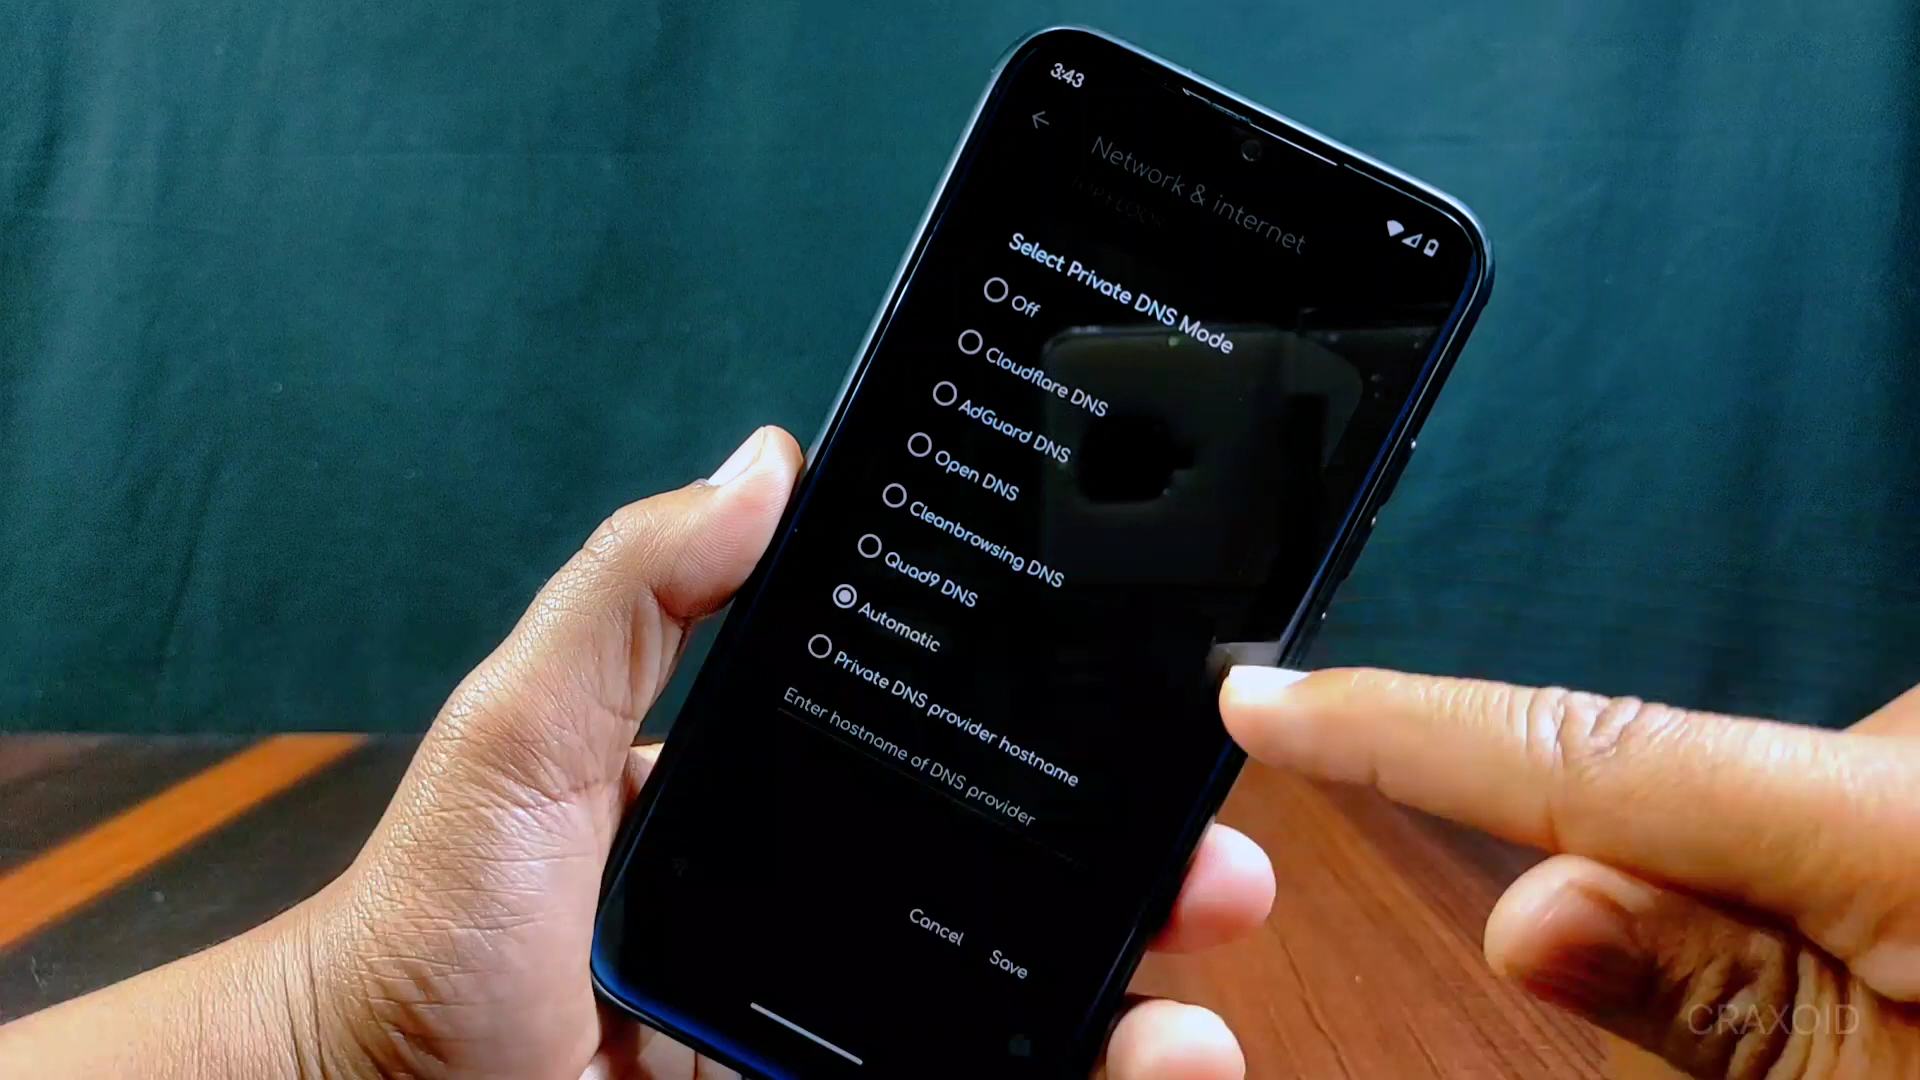 3:43
Network & internet
Select Private DNS Mode
Off
Cloudflare DNS
AdGuard DNS
Open DNS
Cleanbrowsing DNS
Quad9 DNS
Automatic
Private DNS provider hostname
Enter hostname of DNS provider
Cancel
Save
CRAXOID